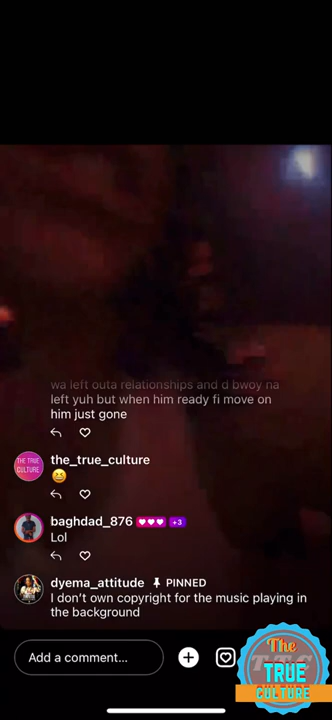 wa left outa relationships and d bwoy na
left yuh but when him ready fi move on
him just gone
THE TRUE
CULTURE
the_true_culture
😆
baghdad_876 +3
Lol
dyema_attitude PINNED
I don't own copyright for the music playing in
the background
Add a comment...
The
T.T.C
TRUE
CULTURE